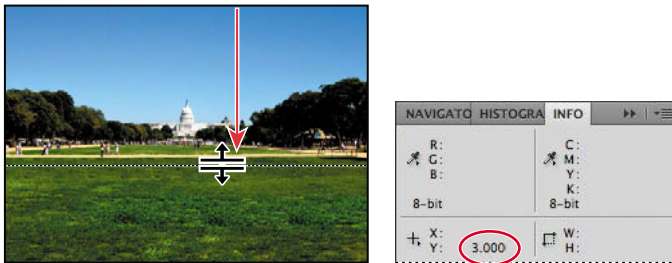 NAVIGATO HISTOGRA INFO
R:
G:
B:
8-bit
C:
M:
Y:
K:
8-bit
X:
Y: 3.000
W:
H: